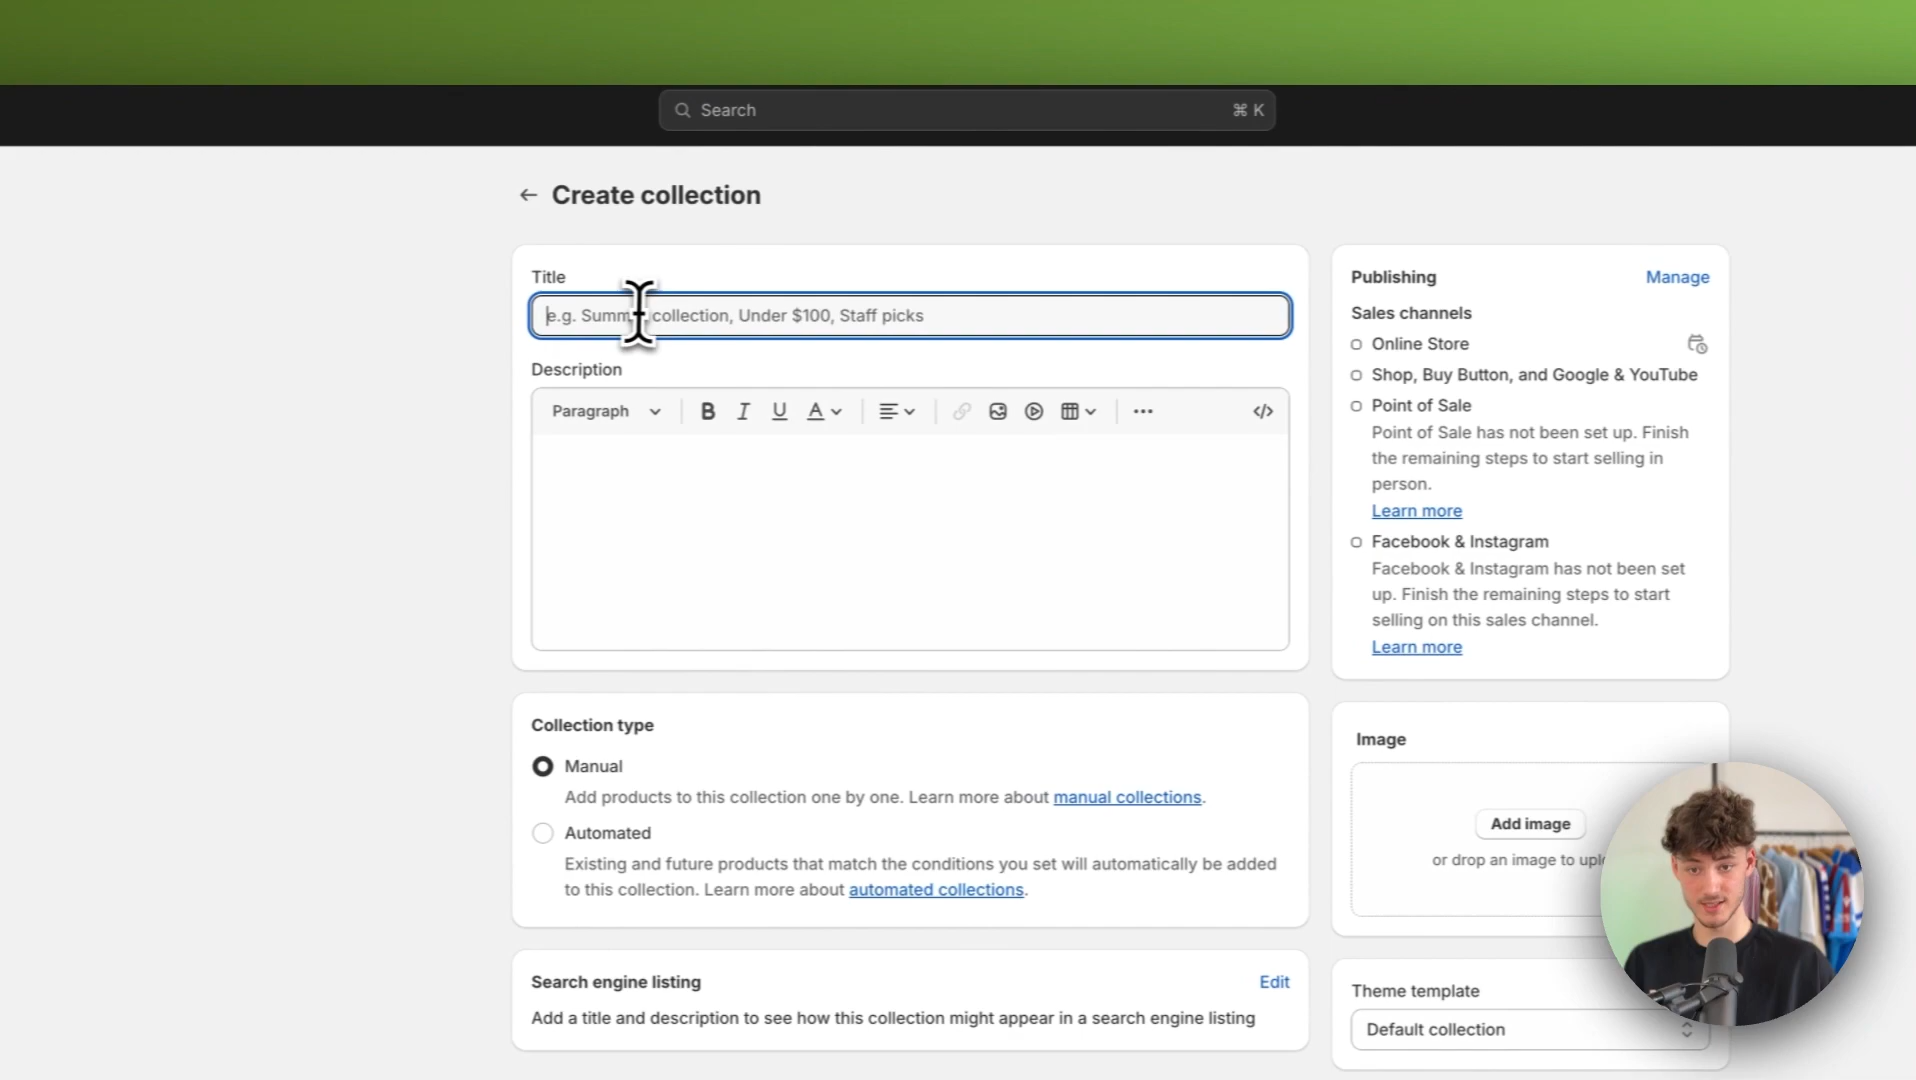 Search
⌘ K
Create collection
Title
e.g. Summ collection, Under $100, Staff picks
Description
Paragraph
B I U A
</>
Collection type
Manual
Add products to this collection one by one. Learn more about manual collections.
Automated
Existing and future products that match the conditions you set will automatically be added
to this collection. Learn more about automated collections.
Search engine listing
Edit
Add a title and description to see how this collection might appear in a search engine listing
Publishing
Manage
Sales channels
Online Store
Shop, Buy Button, and Google & YouTube
Point of Sale
Point of Sale has not been set up. Finish
the remaining steps to start selling in
person.
Learn more
Facebook & Instagram
Facebook & Instagram has not been set
up. Finish the remaining steps to start
selling on this sales channel.
Learn more
Image
Add image
or drop an image to upl
Theme template
Default collection